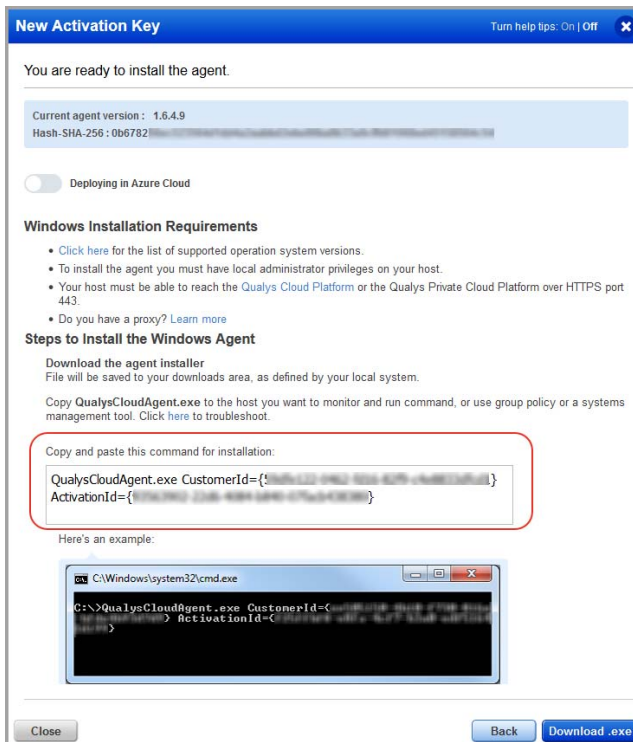 New Activation Key
Turn help tips: On | Off
You are ready to install the agent.
Current agent version : 1.6.4.9
Hash-SHA-256 : 0b6782
Deploying in Azure Cloud
Windows Installation Requirements
• Click here for the list of supported operation system versions.
• To install the agent you must have local administrator privileges on your host.
• Your host must be able to reach the Qualys Cloud Platform or the Qualys Private Cloud Platform over HTTPS port
443.
• Do you have a proxy? Learn more
Steps to Install the Windows Agent
Download the agent installer
File will be saved to your downloads area, as defined by your local system.
Copy QualysCloudAgent.exe to the host you want to monitor and run command, or use group policy or a systems
management tool. Click here to troubleshoot.
Copy and paste this command for installation:
QualysCloudAgent.exe CustomerId={ }
ActivationId={ }
Here's an example:
C:\Windows\system32\cmd.exe
C:\>QualysCloudAgent.exe CustomerId={
} ActivationId={
}
Close
Back
Download .exe